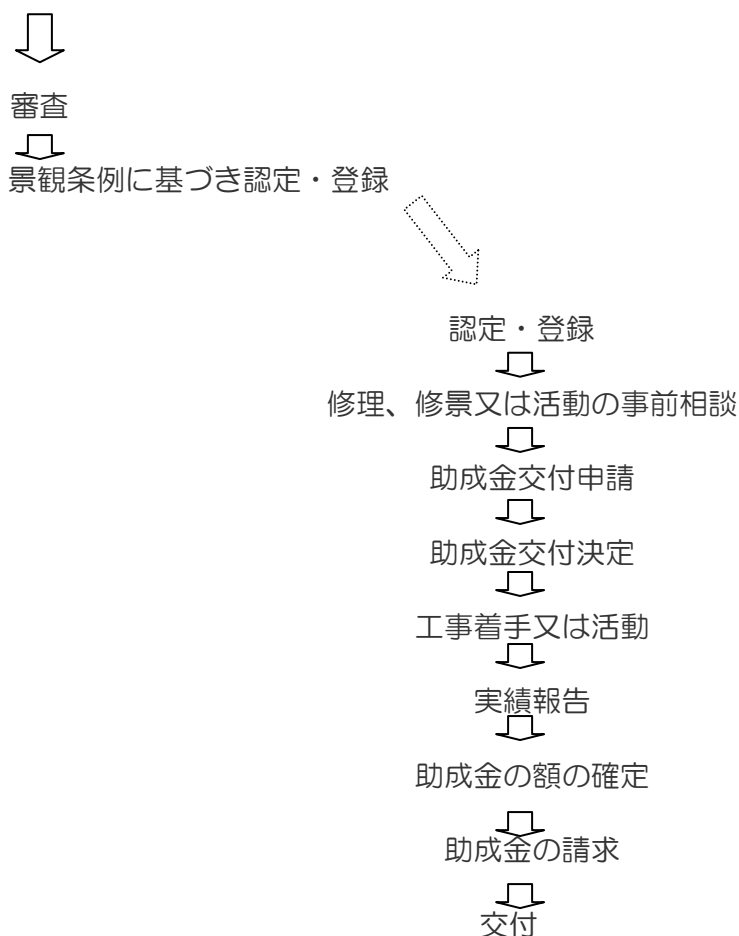 審査
景観条例に基づき認定・登録
認定・登録
修理、修景又は活動の事前相談
助成金交付申請
助成金交付決定
工事着手又は活動
実績報告
助成金の額の確定
助成金の請求
交付